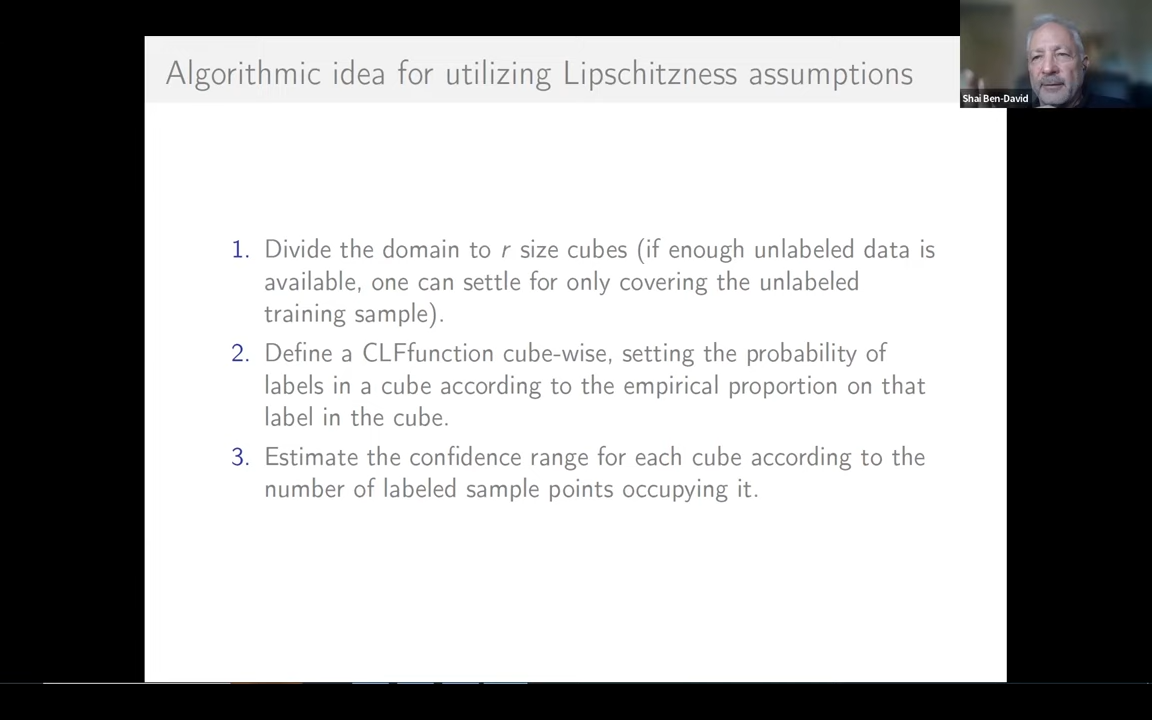 Algorithmic idea for utilizing Lipschitzness assumptions
Shai Ben-David
1. Divide the domain to r size cubes (if enough unlabeled data is
available, one can settle for only covering the unlabeled
training sample).
2. Define a CLFfunction cube-wise, setting the probability of
labels in a cube according to the empirical proportion on that
label in the cube.
3. Estimate the confidence range for each cube according to the
number of labeled sample points occupying it.